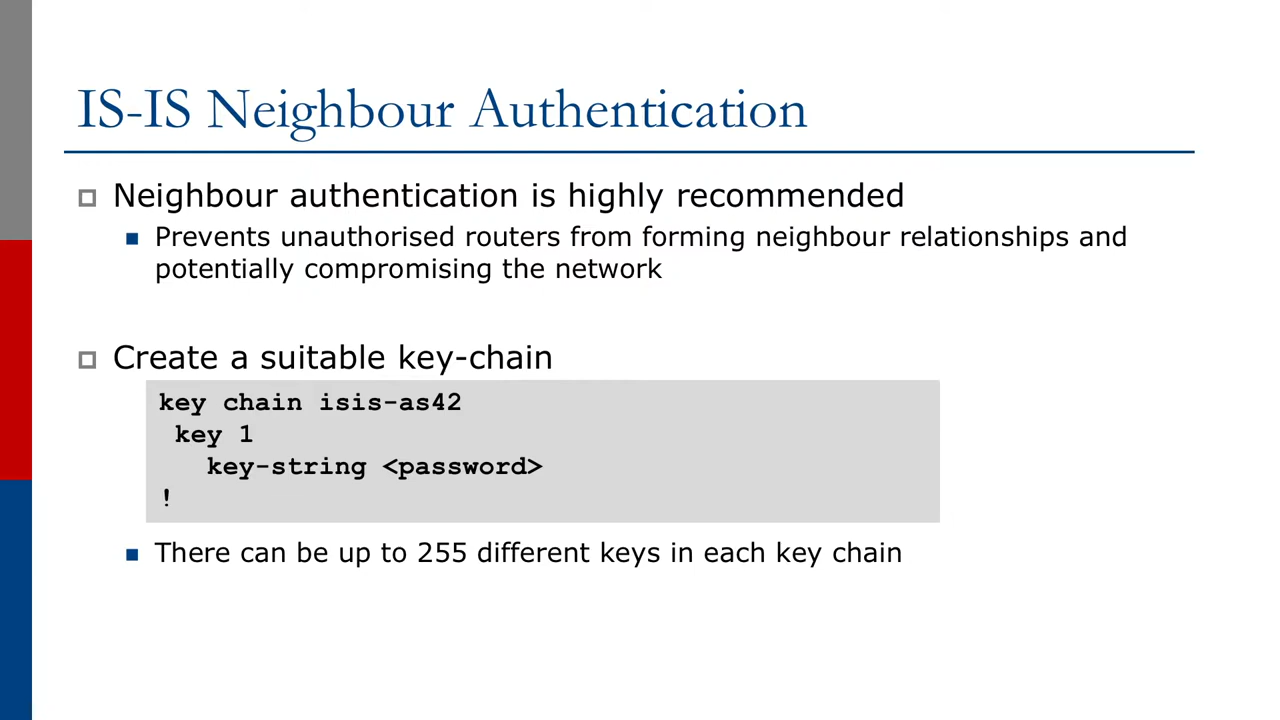 IS-IS Neighbour Authentication
Neighbour authentication is highly recommended
Prevents unauthorised routers from forming neighbour relationships and
potentially compromising the network
Create a suitable key-chain
key chain isis-as42
key 1
key-string <password>
!
There can be up to 255 different keys in each key chain